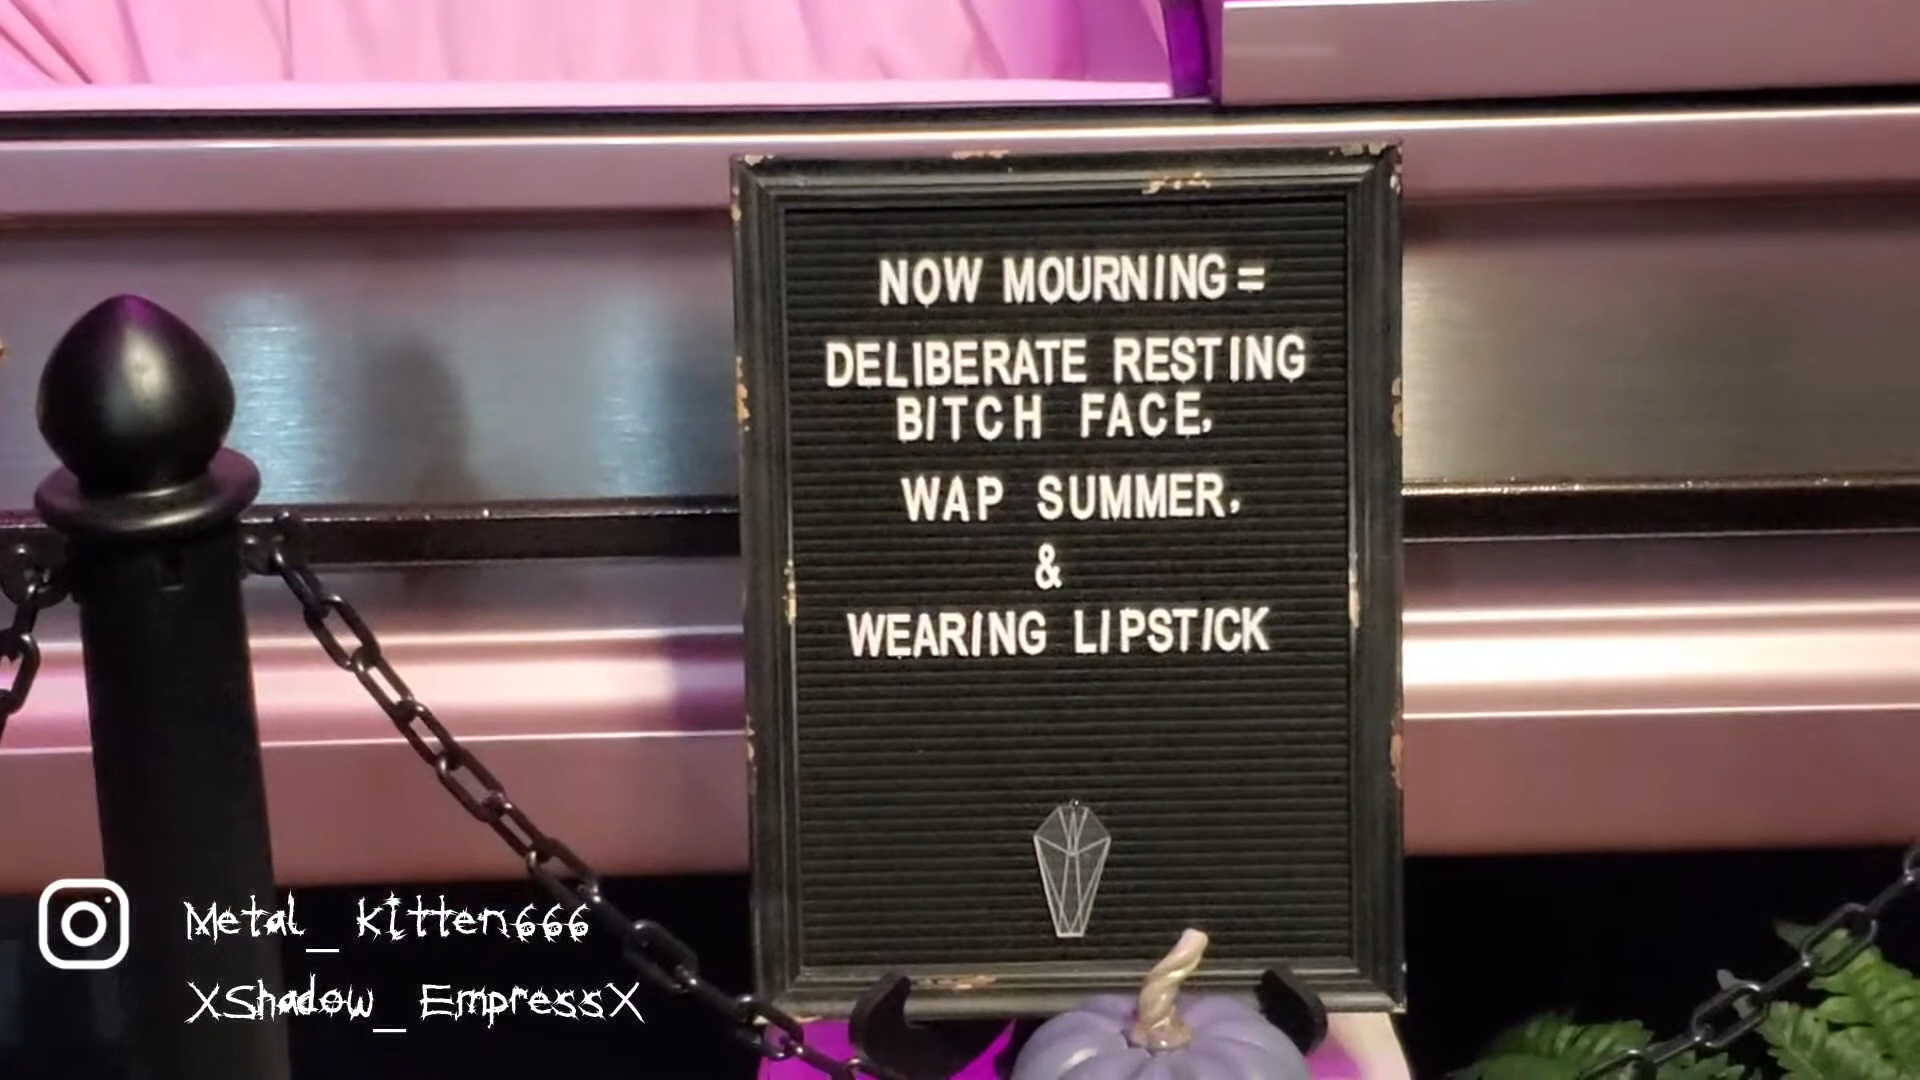 NOW MOURNING =
DELIBERATE RESTING
BITCH FACE,
WAP SUMMER,
&
WEARING LIPSTICK
Metal_Kitten666
XShadow_EmpressX